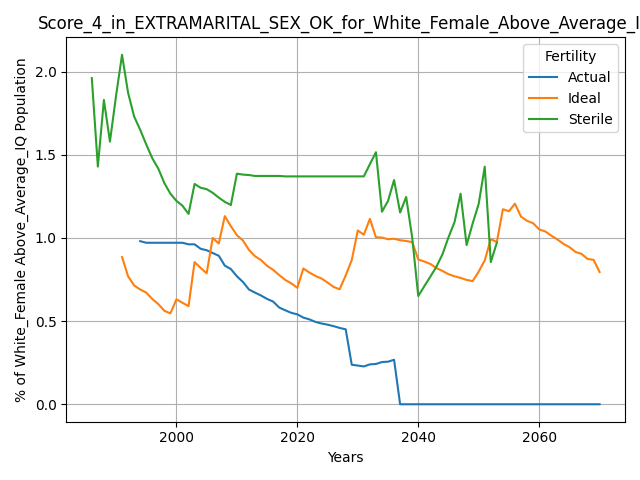 Score_4_in_EXTRAMARITAL_SEX_OK_for_White_Female_Above_Average_I
% of White_Female Above_Average_IQ Population
2.0
1.5
1.0
0.5
0.0
Fertility
Actual
Ideal
Sterile
2000
2020
2040
2060
Years